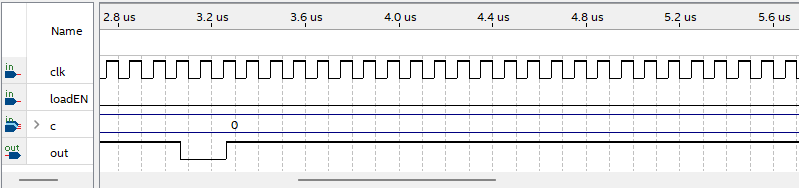 Name 2.8 us 3.2 us 3.6 us 4.0 us 4.4 us 4.8 us 5.2 us 5.6 us
in clk
in loadEN
in > c 0
out out